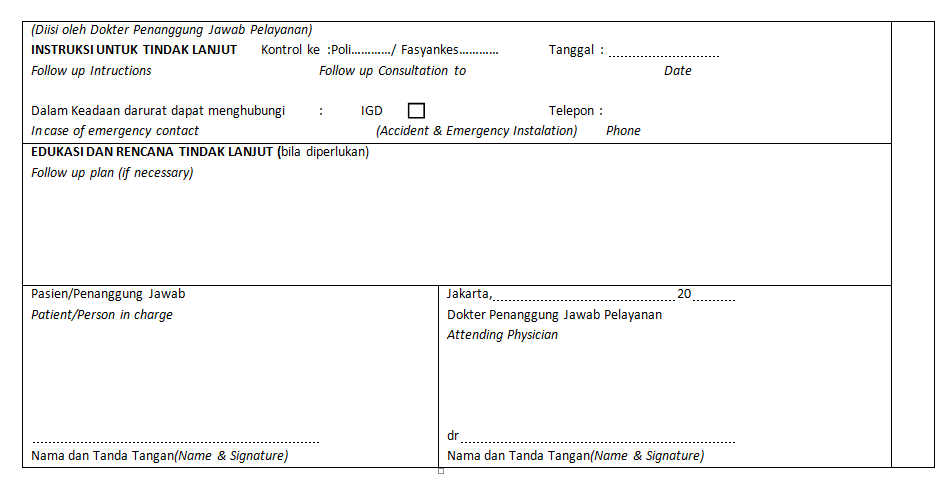 (Diisi oleh Dokter Penanggung Jawab Pelayanan)
INSTRUKSI UNTUK TINDAK LANJUT Kontrol ke :Poli…………/ Fasyankes………… Tanggal : ..............................
Follow up Intructions Follow up Consultation to Date
Dalam Keadaan darurat dapat menghubungi : IGD ☐ Telepon :
In case of emergency contact (Accident & Emergency Instalation) Phone
EDUKASI DAN RENCANA TINDAK LANJUT (bila diperlukan)
Follow up plan (if necessary)
Pasien/Penanggung Jawab
Patient/Person in charge
Nama dan Tanda Tangan(Name & Signature)
Jakarta,..................................................20...........
Dokter Penanggung Jawab Pelayanan
Attending Physician
dr...........................................................................
Nama dan Tanda Tangan(Name & Signature)